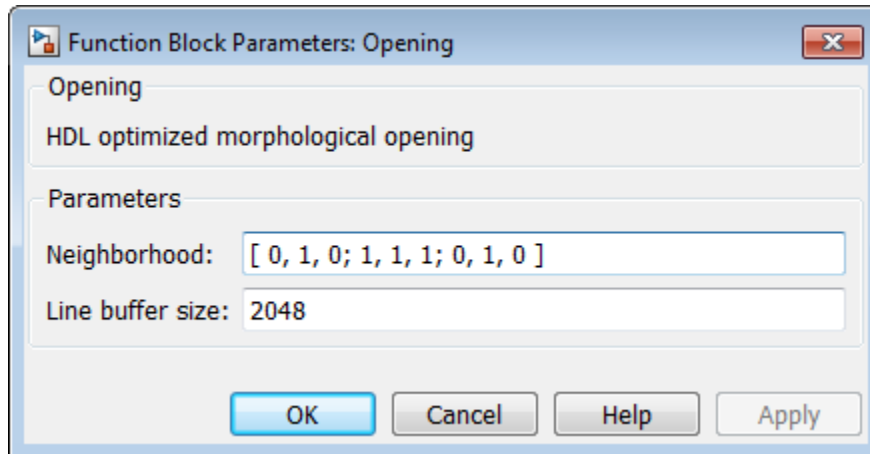 Function Block Parameters: Opening
Opening
HDL optimized morphological opening
Parameters
Neighborhood: [ 0, 1, 0; 1, 1, 1; 0, 1, 0 ]
Line buffer size: 2048
OK Cancel Help Apply